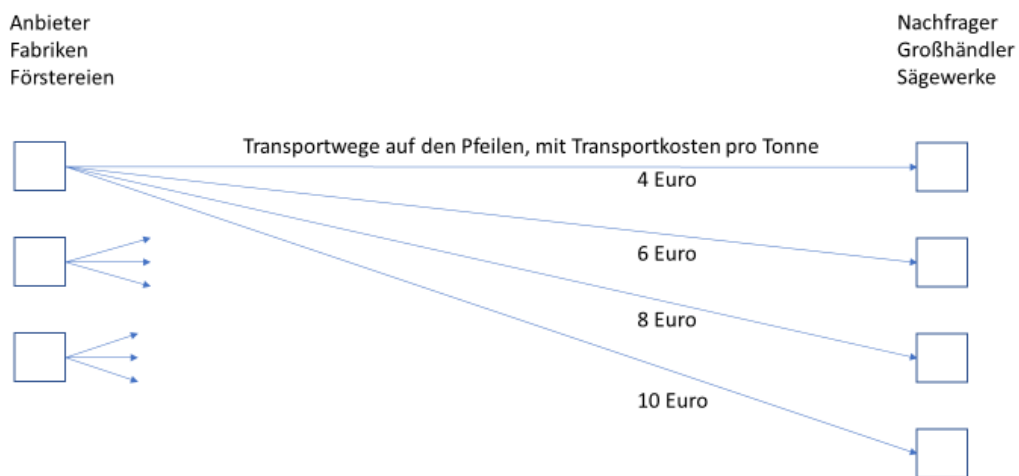 Anbieter
Fabriken
Förstereien
Nachfrager
Großhändler
Sägewerke
Transportwege auf den Pfeilen, mit Transportkosten pro Tonne
4 Euro
6 Euro
8 Euro
10 Euro